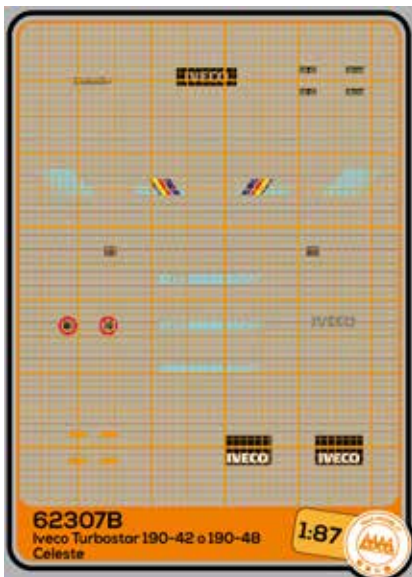 IVECO
IVECO
IVECO IVECO
62307B
Iveco Turbostar 190-42 o 190-48
Celeste
1:87